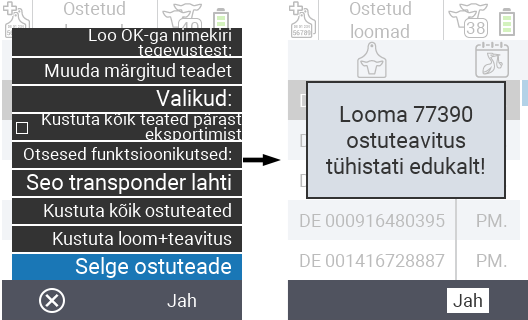 Ostetud
loomad
Loo OK-ga nimekiri
tegevustest:
Muuda märgitud teadet
Valikud:
Kustuta kõik teated pärast
eksportimist
Otsesed funktsioonikutsed:
Seo transponder lahti
Kustuta kõik ostuteated
Kustuta loom+teavitus
Selge ostuteade
Jah
Ostetud
loomad
38
Looma 77390
ostuteavitus
tühistati edukalt!
DE 000916480395 PM.
DE 001416728887 PM.
Jah